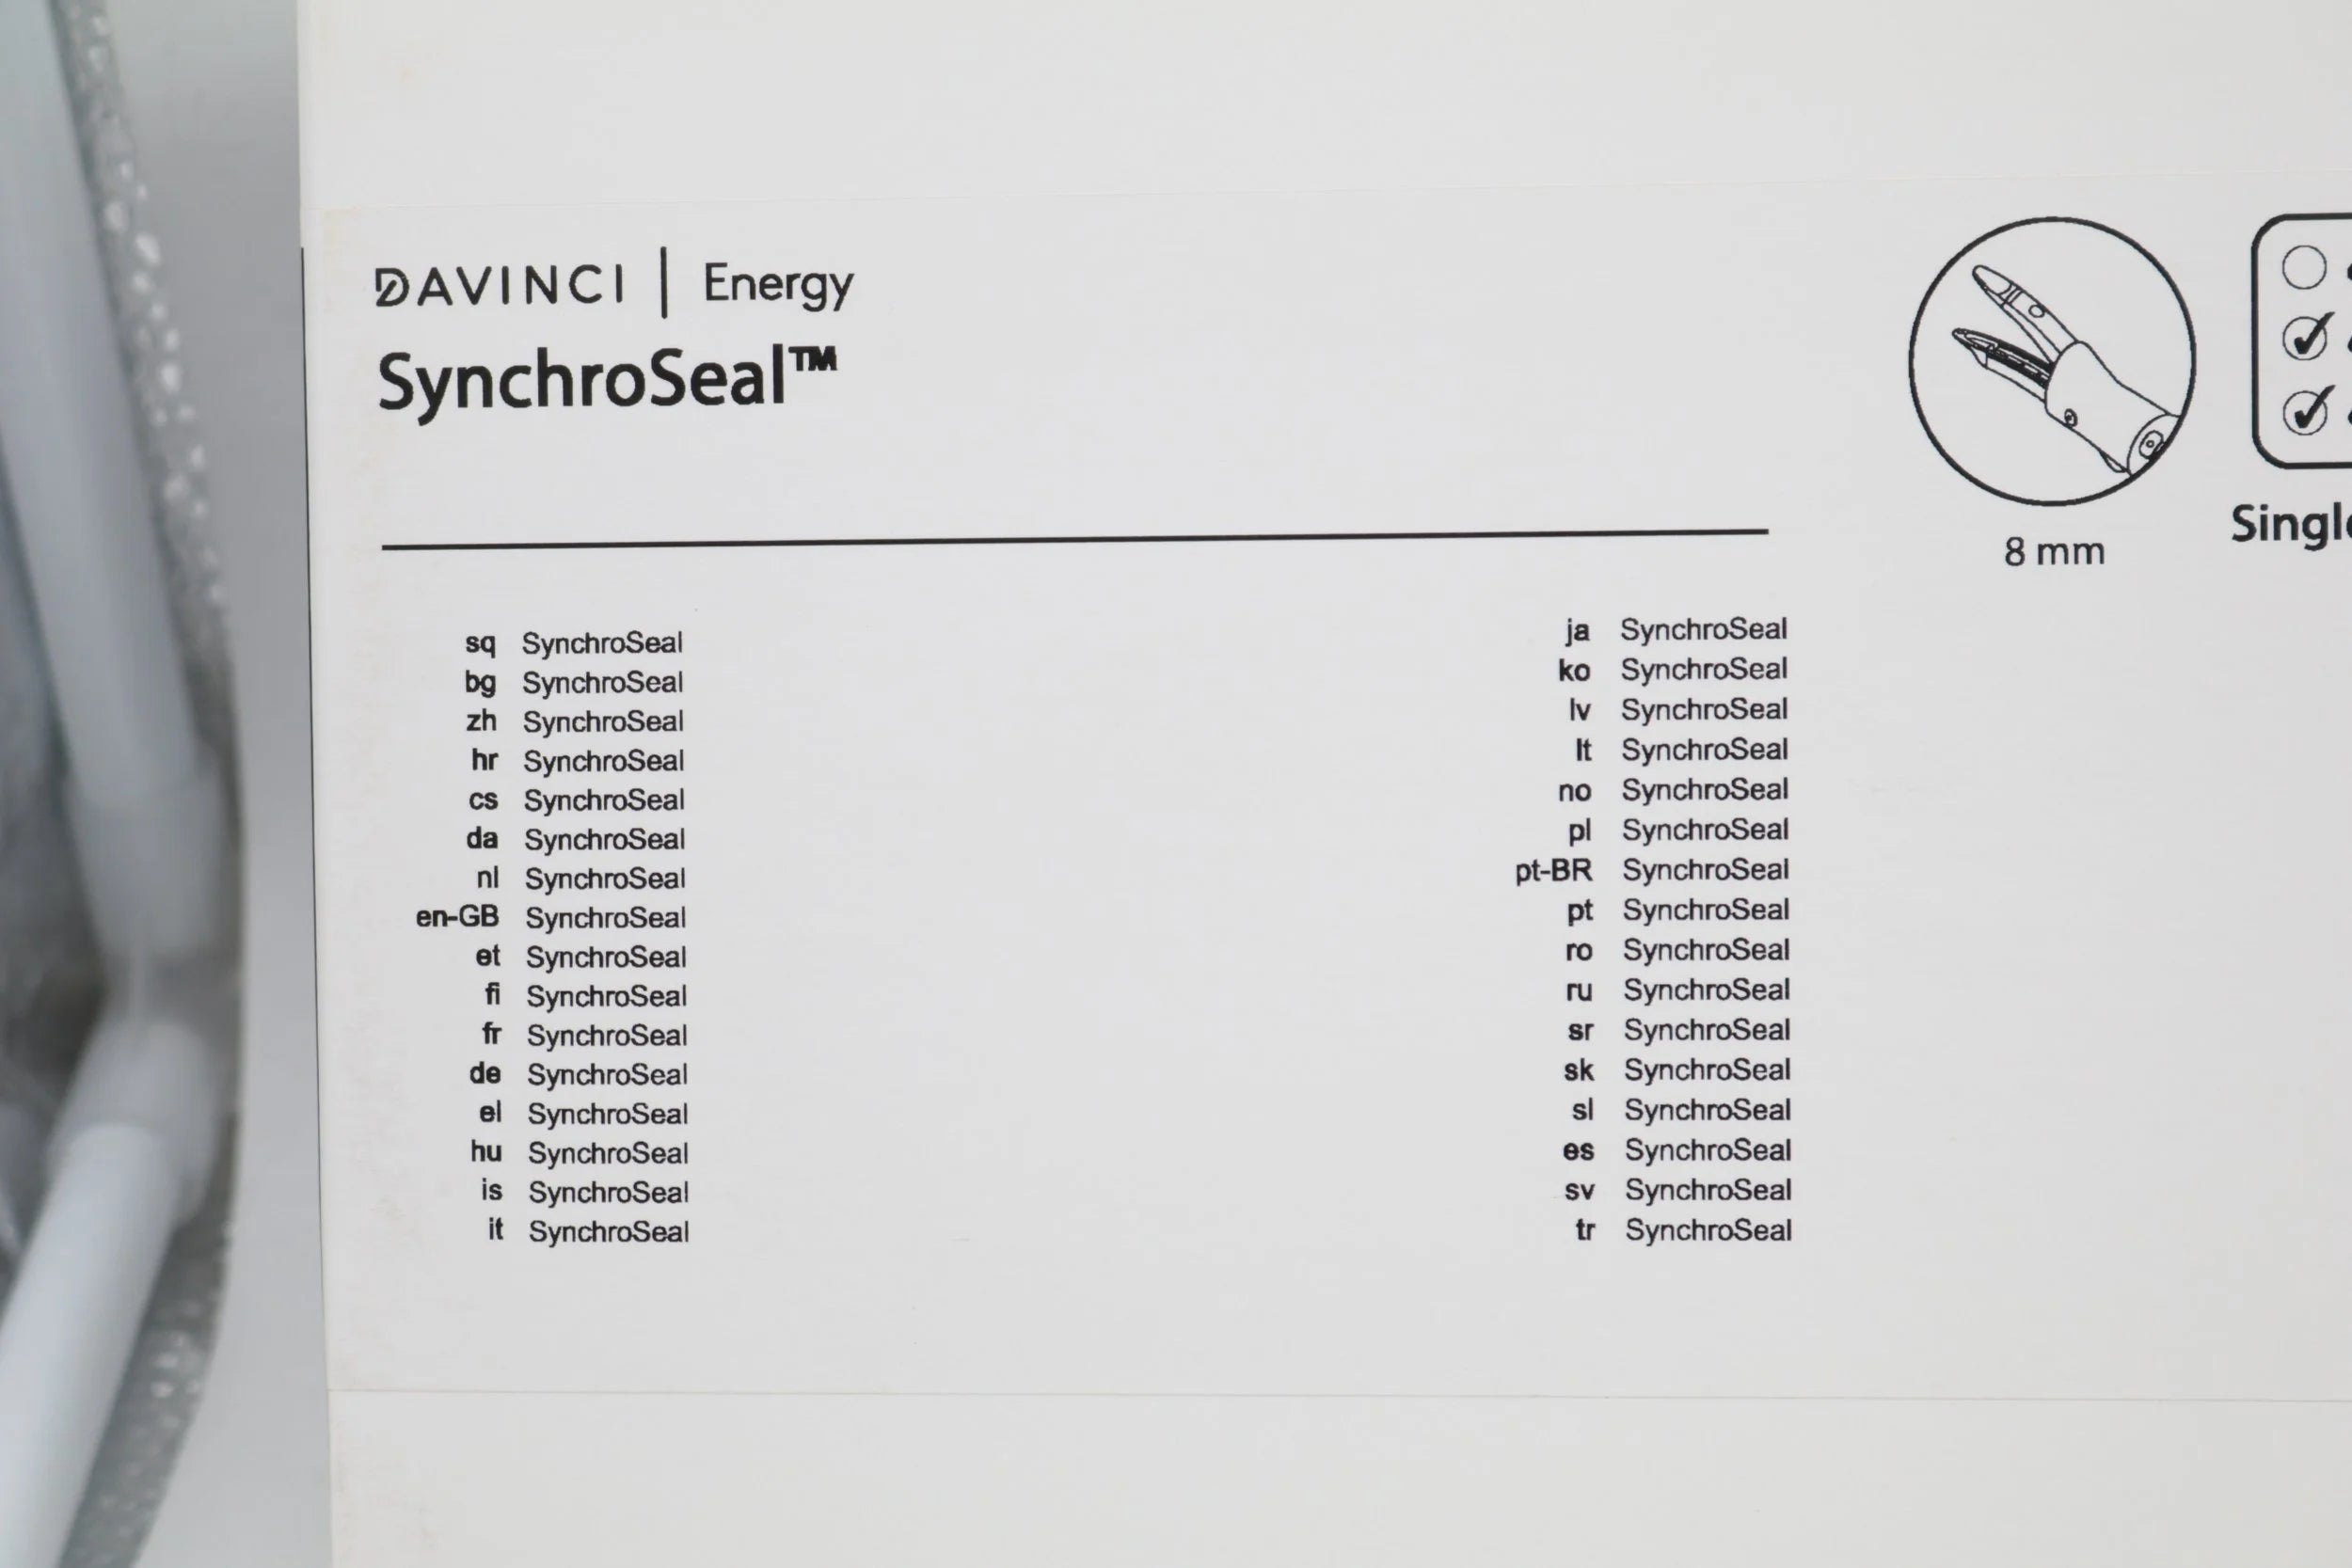 DAVINCI | Energy
SynchroSeal™
8 mm
sq SynchroSeal
bg SynchroSeal
zh SynchroSeal
hr SynchroSeal
cs SynchroSeal
da SynchroSeal
nl SynchroSeal
en-GB SynchroSeal
et SynchroSeal
fi SynchroSeal
fr SynchroSeal
de SynchroSeal
el SynchroSeal
hu SynchroSeal
is SynchroSeal
it SynchroSeal
ja SynchroSeal
ko SynchroSeal
lv SynchroSeal
lt SynchroSeal
no SynchroSeal
pl SynchroSeal
pt-BR SynchroSeal
pt SynchroSeal
ro SynchroSeal
ru SynchroSeal
sr SynchroSeal
sk SynchroSeal
sl SynchroSeal
es SynchroSeal
sv SynchroSeal
tr SynchroSeal